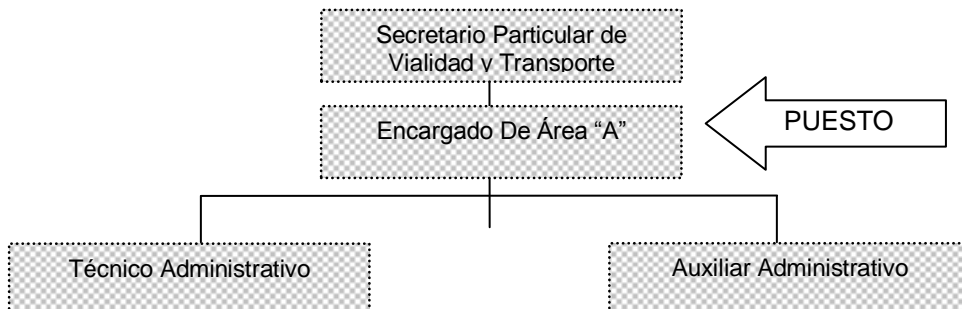 Secretario Particular de
Vialidad y Transporte
Encargado De Área “A”
PUESTO
Técnico Administrativo
Auxiliar Administrativo